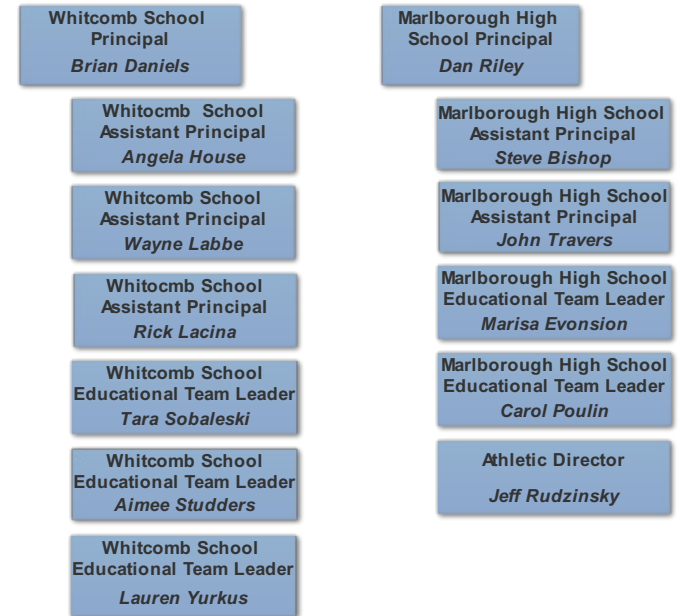 Whitcomb School
Principal
Brian Daniels
Whitocmb School
Assistant Principal
Angela House
Whitcomb School
Assistant Principal
Wayne Labbe
Whitocmb School
Assistant Principal
Rick Lacina
Whitcomb School
Educational Team Leader
Tara Sobaleski
Whitcomb School
Educational Team Leader
Aimee Studders
Whitcomb School
Educational Team Leader
Lauren Yurkus
Marlborough High
School Principal
Dan Riley
Marlborough High School
Assistant Principal
Steve Bishop
Marlborough High School
Assistant Principal
John Travers
Marlborough High School
Educational Team Leader
Marisa Evonsion
Marlborough High School
Educational Team Leader
Carol Poulin
Athletic Director
Jeff Rudzinsky